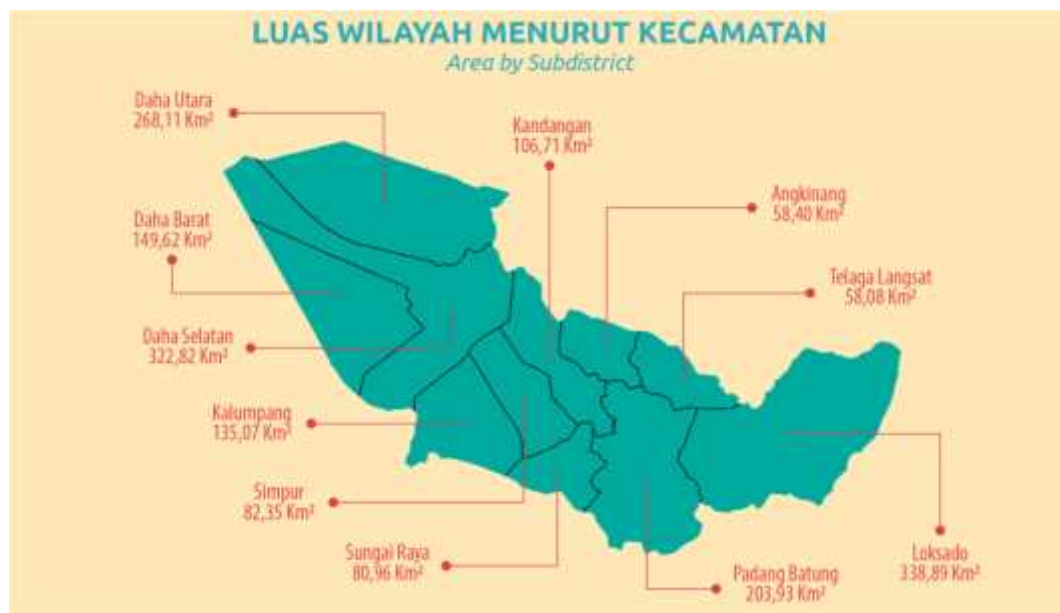 LUAS WILAYAH MENURUT KECAMATAN
Area by Subdistrict
Daha Utara
268,11 Km²
Kandangan
106,71 Km²
Angkinang
58,40 Km²
Daha Barat
149,62 Km²
Telaga Langsat
58,08 Km²
Daha Selatan
322,82 Km²
Kalumpang
135,07 Km²
Simpur
82,35 Km²
Sungai Raya
80,96 Km²
Loksado
338,89 Km²
Padang Batung
203,93 Km²